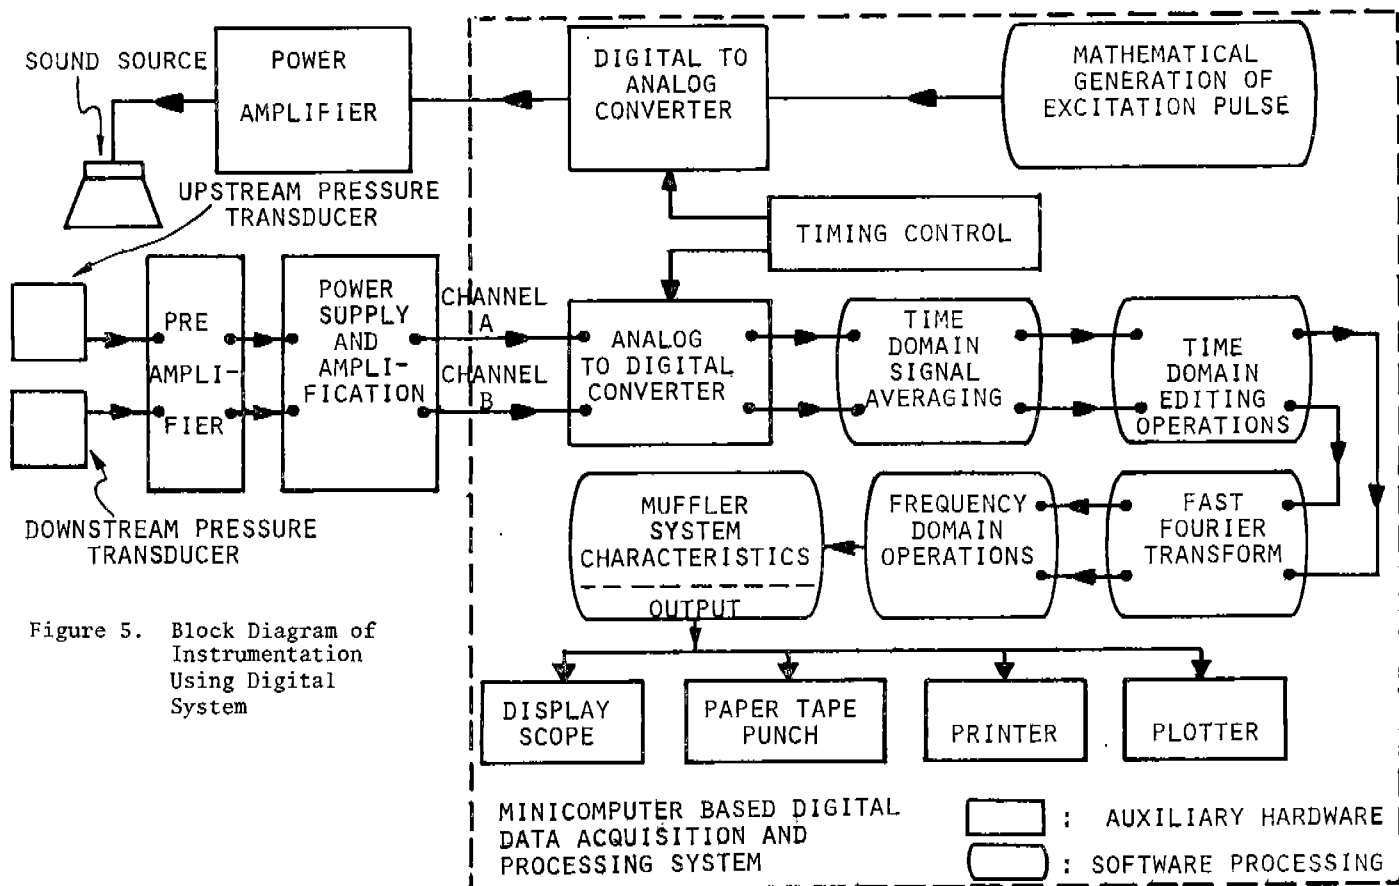 SOUND SOURCE
POWER
AMPLIFIER
DIGITAL TO
ANALOG
CONVERTER
MATHEMATICAL
GENERATION OF
EXCITATION PULSE
UPSTREAM PRESSURE
TRANSDUCER
TIMING CONTROL
PRE
AMPLI-
FIER
POWER
SUPPLY
AND
AMPLI-
FICATION
CHANNEL
A
CHANNEL
B
ANALOG
TO DIGITAL
CONVERTER
TIME
DOMAIN
SIGNAL
AVERAGING
TIME
DOMAIN
EDITING
OPERATIONS
DOWNSTREAM PRESSURE
TRANSDUCER
MUFFLER
SYSTEM
CHARACTERISTICS
OUTPUT
FREQUENCY
DOMAIN
OPERATIONS
FAST
FOURIER
TRANSFORM
Figure 5. Block Diagram of
Instrumentation
Using Digital
System
DISPLAY
SCOPE
PAPER TAPE
PUNCH
PRINTER
PLOTTER
MINICOMPUTER BASED DIGITAL
DATA ACQUISITION AND
PROCESSING SYSTEM
: AUXILIARY HARDWARE
: SOFTWARE PROCESSING